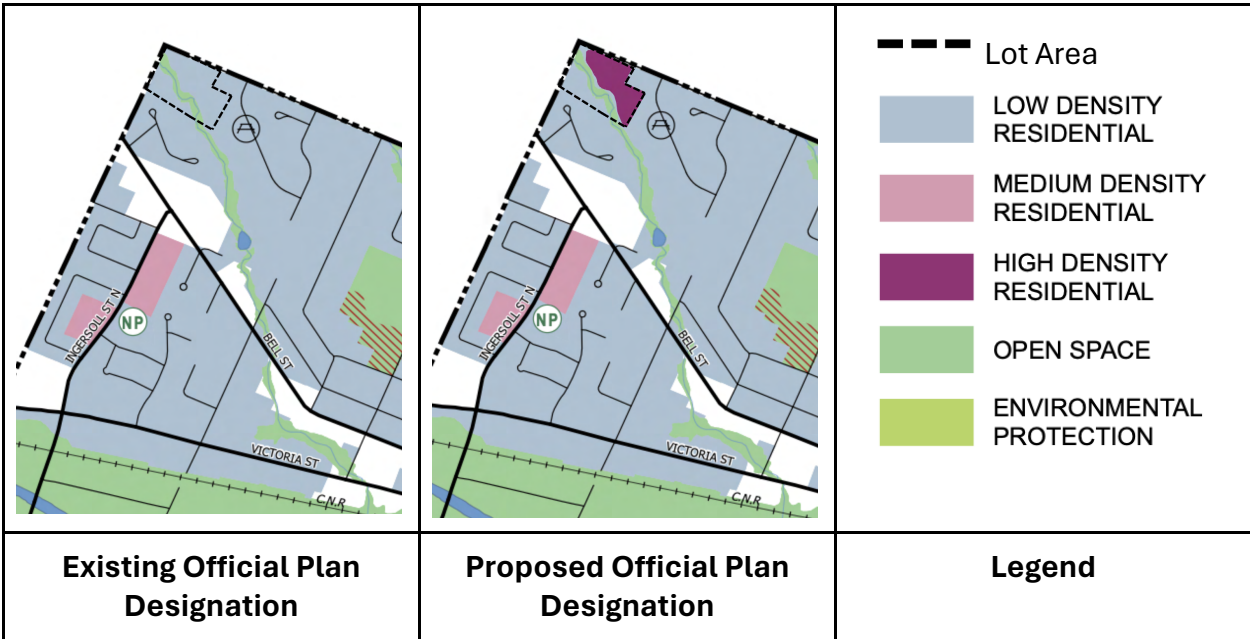 INGERSOLL ST N
NP
BELL ST
VICTORIA ST
C.N.R
INGERSOLL ST N
NP
BELL ST
VICTORIA ST
C.N.R
Lot Area
LOW DENSITY
RESIDENTIAL
MEDIUM DENSITY
RESIDENTIAL
HIGH DENSITY
RESIDENTIAL
OPEN SPACE
ENVIRONMENTAL
PROTECTION
Existing Official Plan
Designation
Proposed Official Plan
Designation
Legend